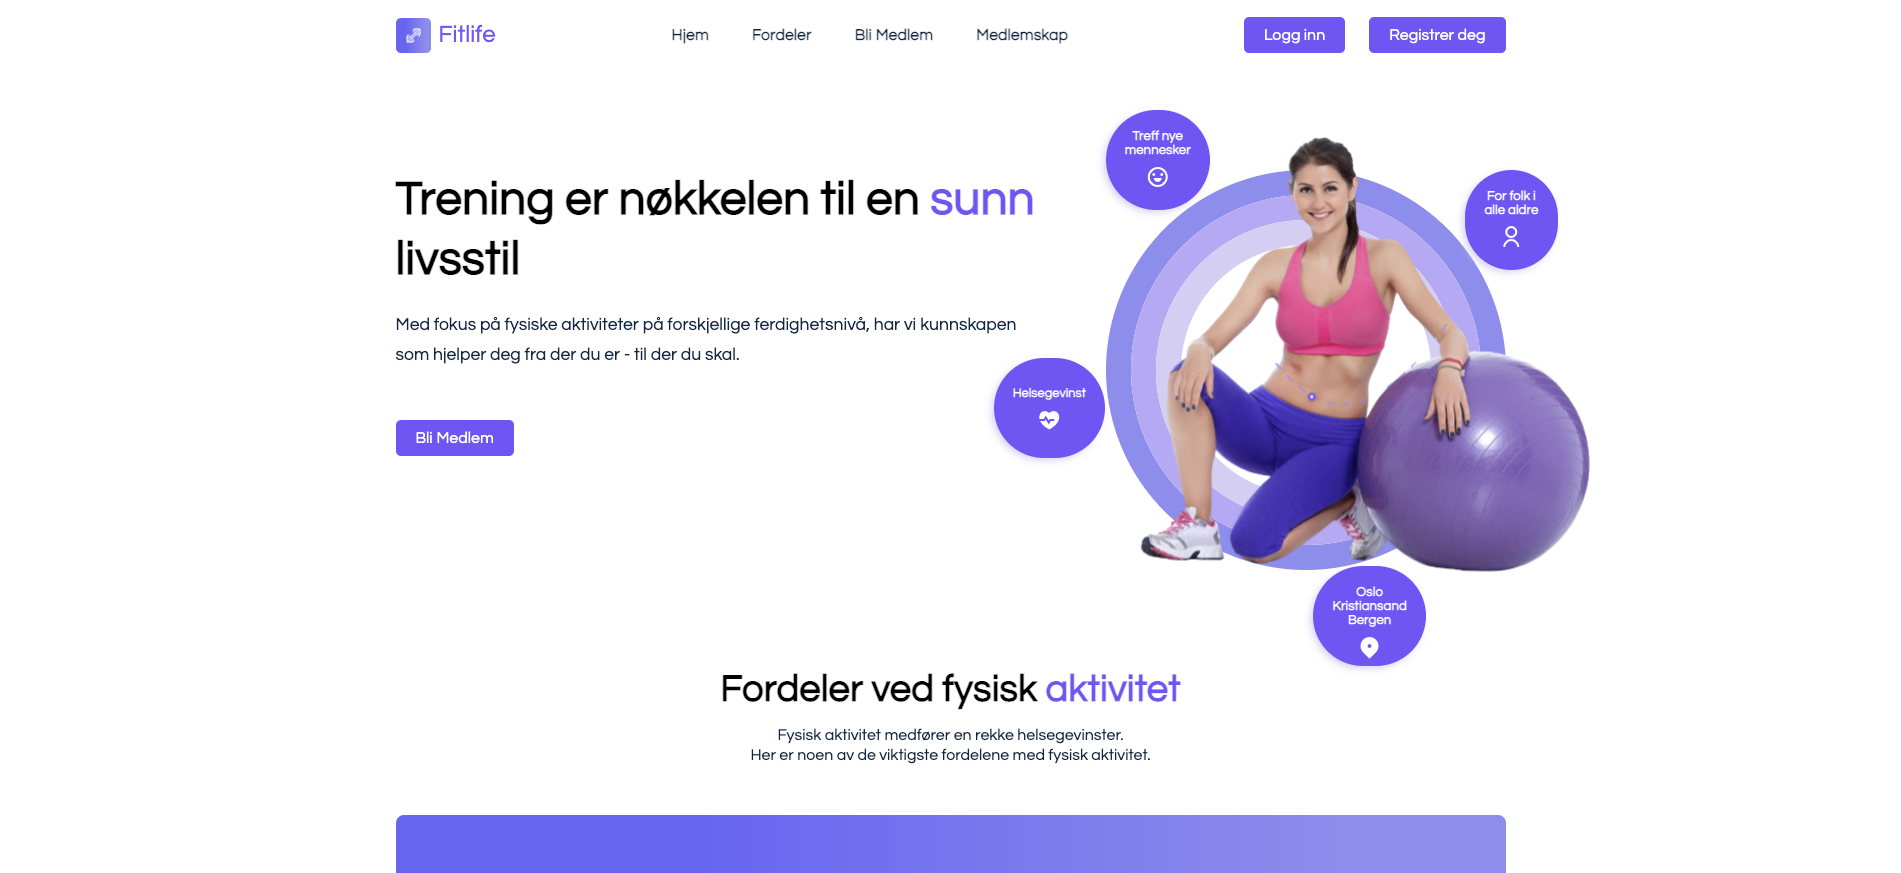 Fitlife
Hjem
Fordeler
Bli Medlem
Medlemskap
Logg inn
Registrer deg
Trening er nøkkelen til en sunn
livsstil
Med fokus på fysiske aktiviteter på forskjellige ferdighetsnivå, har vi kunnskapen
som hjelper deg fra der du er - til der du skal.
Bli Medlem
Treff nye
mennesker
For folk i
alle aldre
Helsegevinst
Oslo
Kristiansand
Bergen
Fordeler ved fysisk aktivitet
Fysisk aktivitet medfører en rekke helsegevinster.
Her er noen av de viktigste fordelene med fysisk aktivitet.